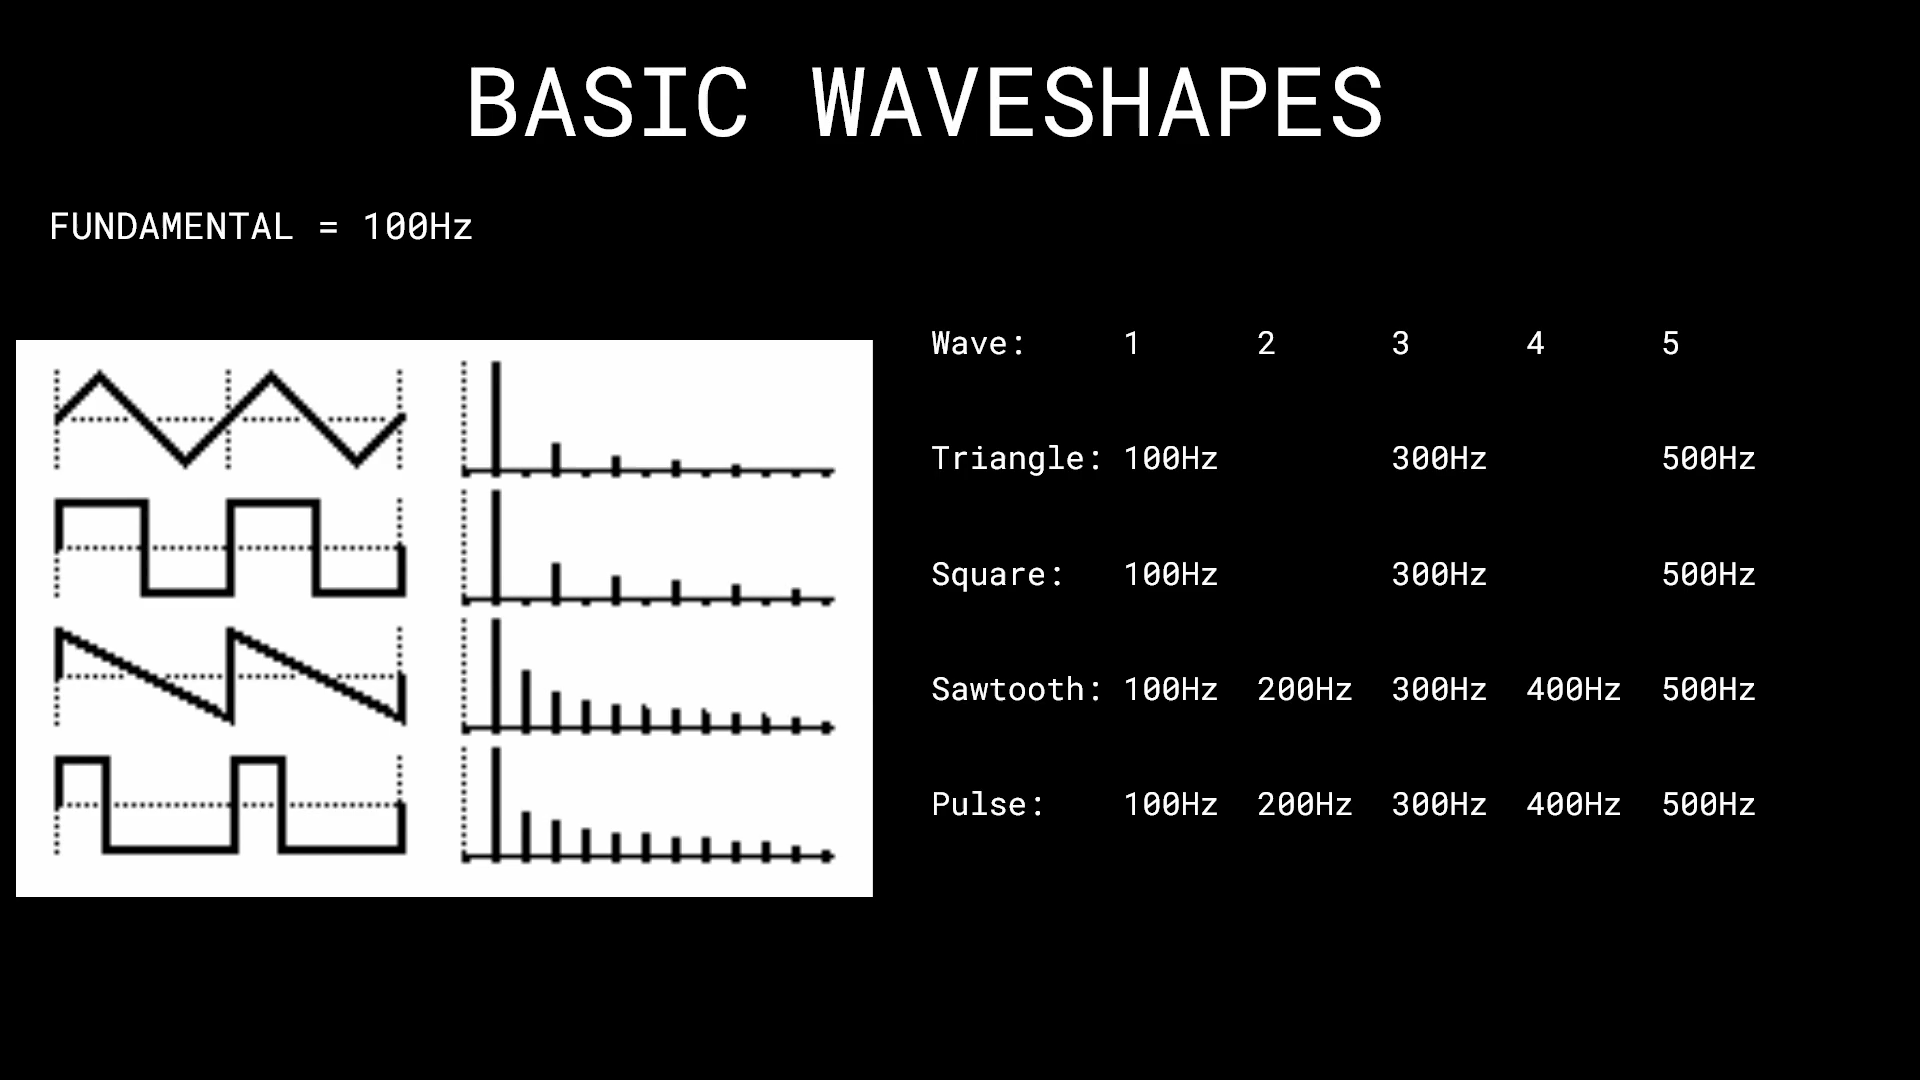 BASIC WAVESHAPES
FUNDAMENTAL = 100Hz
Wave: 1 2 3 4 5
Triangle: 100Hz 300Hz 500Hz
Square: 100Hz 300Hz 500Hz
Sawtooth: 100Hz 200Hz 300Hz 400Hz 500Hz
Pulse: 100Hz 200Hz 300Hz 400Hz 500Hz